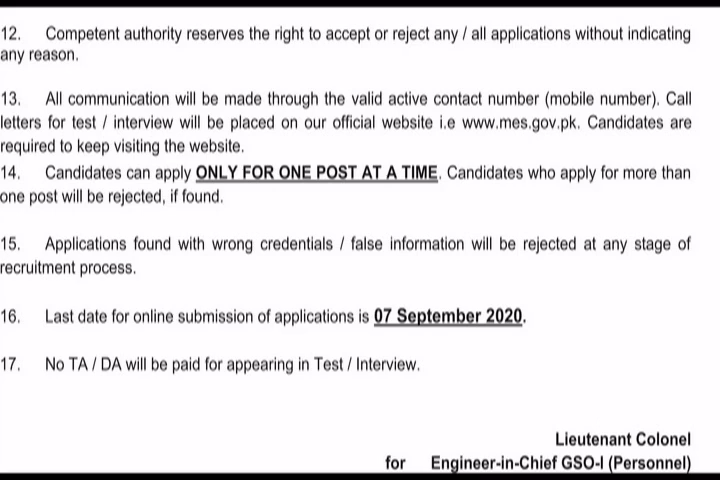 12. Competent authority reserves the right to accept or reject any / all applications without indicating
any reason.
13. All communication will be made through the valid active contact number (mobile number). Call
letters for test / interview will be placed on our official website i.e www.mes.gov.pk. Candidates are
required to keep visiting the website.
14. Candidates can apply ONLY FOR ONE POST AT A TIME. Candidates who apply for more than
one post will be rejected, if found.
15. Applications found with wrong credentials / false information will be rejected at any stage of
recruitment process.
16. Last date for online submission of applications is 07 September 2020.
17. No TA / DA will be paid for appearing in Test / Interview.
Lieutenant Colonel
for Engineer-in-Chief GSO-I (Personnel)